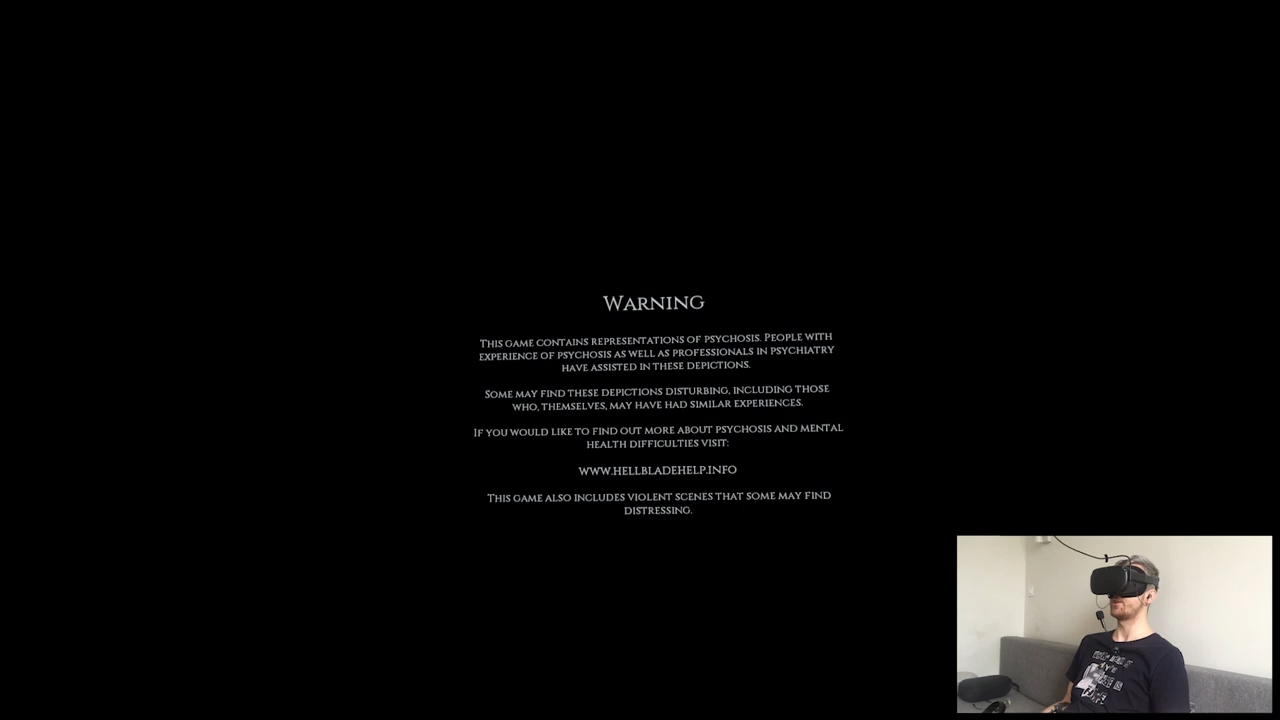 Warning
This game contains representations of psychosis. People with
experience of psychosis as well as professionals in psychiatry
have assisted in these depictions.
Some may find these depictions disturbing, including those
who, themselves, may have had similar experiences.
If you would like to find out more about psychosis and mental
health difficulties visit:
www.hellbladehelp.info
This game also includes violent scenes that some may find
distressing.